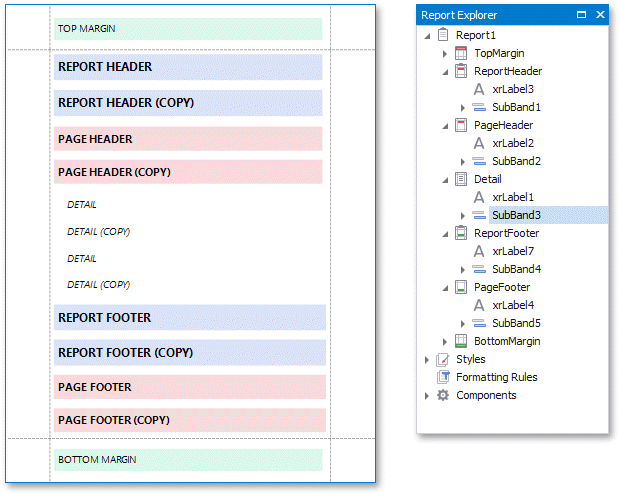 TOP MARGIN
REPORT HEADER
REPORT HEADER (COPY)
PAGE HEADER
PAGE HEADER (COPY)
DETAIL
DETAIL (COPY)
DETAIL
DETAIL (COPY)
REPORT FOOTER
REPORT FOOTER (COPY)
PAGE FOOTER
PAGE FOOTER (COPY)
BOTTOM MARGIN
Report Explorer
Report1
TopMargin
ReportHeader
xrLabel3
SubBand1
PageHeader
xrLabel2
SubBand2
Detail
xrLabel1
SubBand3
ReportFooter
xrLabel7
SubBand4
PageFooter
xrLabel4
SubBand5
BottomMargin
Styles
Formatting Rules
Components